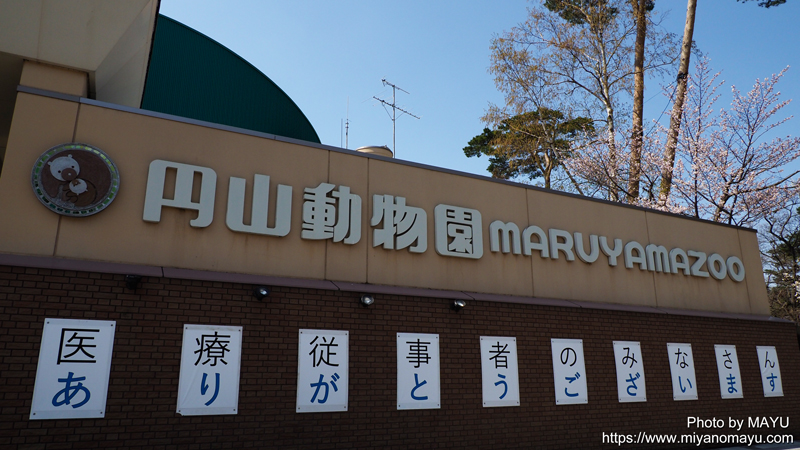 円山動物園 MARUYAMAZOO
医療従事者のみなさん
ありがとうございます
Photo by MAYU
https://www.miyanomayu.com